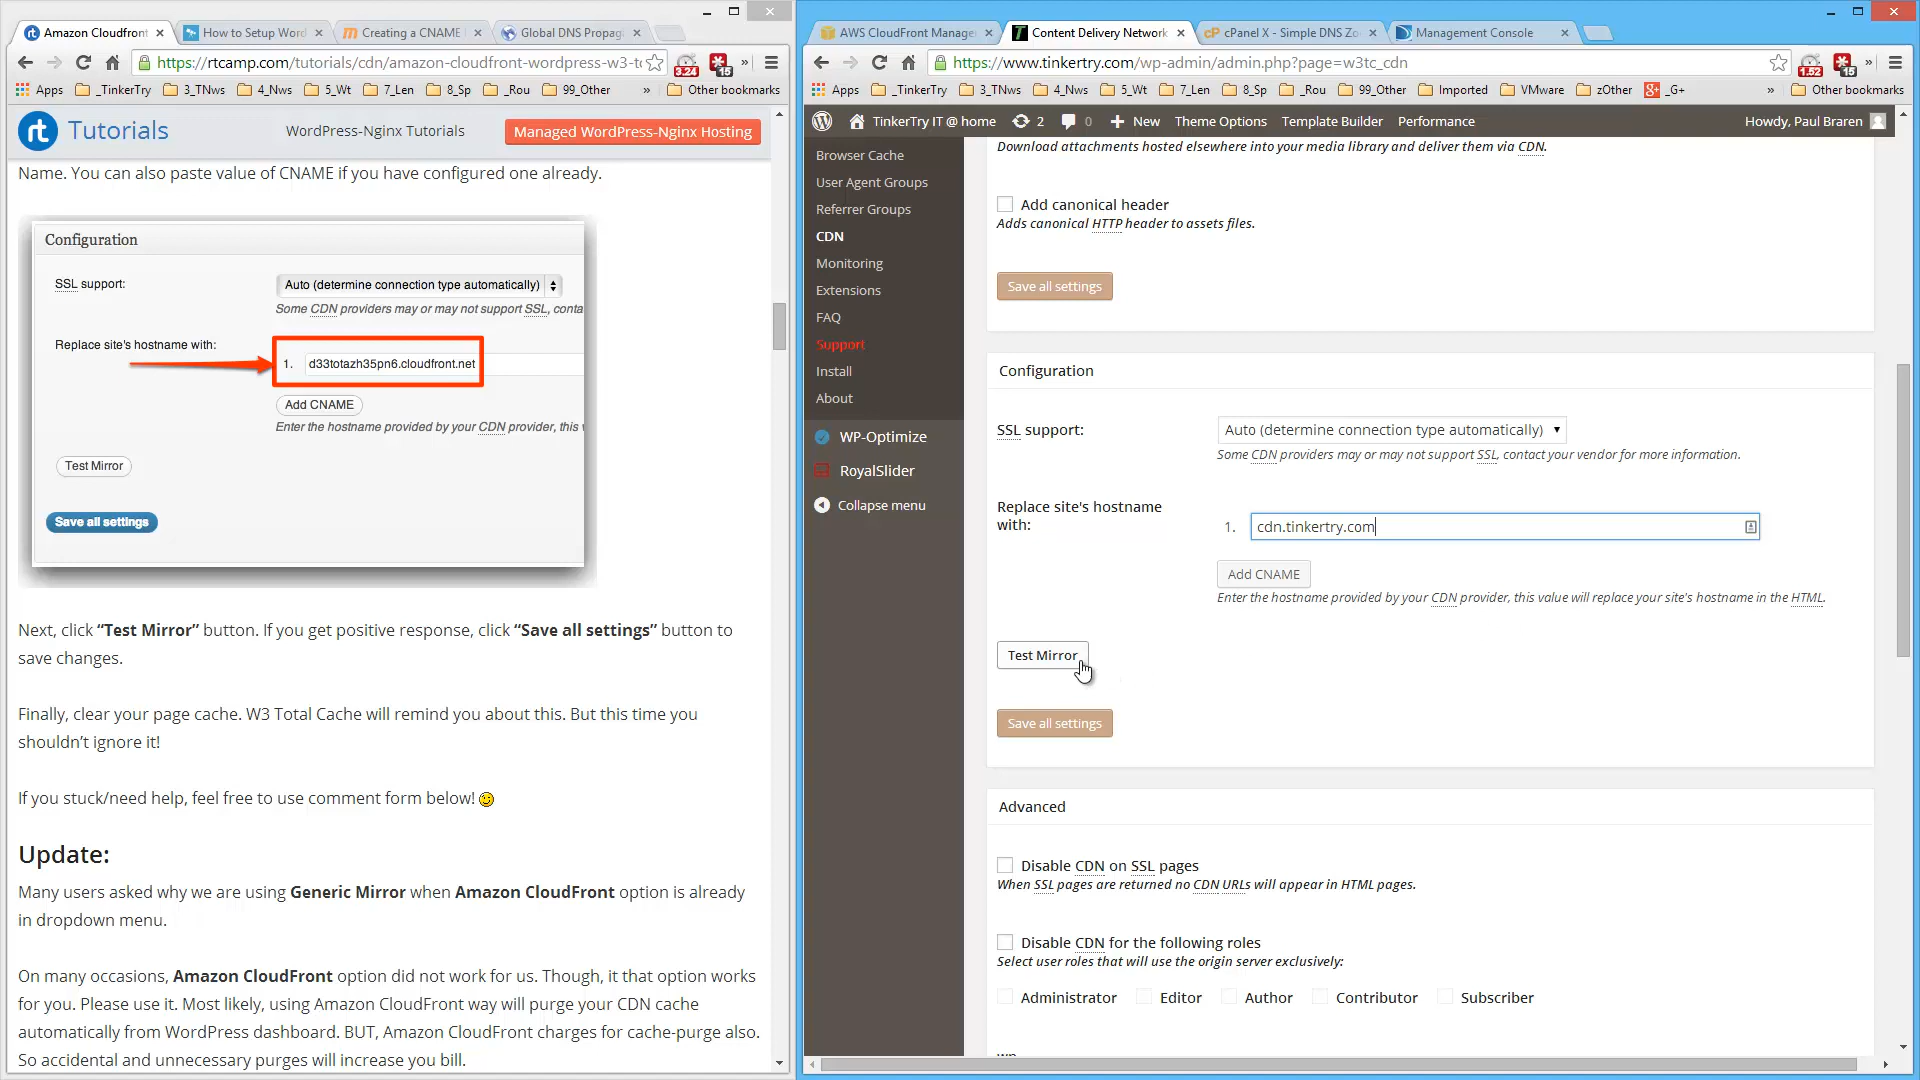 Amazon Cloudfront
How to Setup Word
Creating a CNAME
Global DNS Propag
https://rtcamp.com/tutorials/cdn/amazon-cloudfront-wordpress-w3-to
3.24
15
»
Apps
_TinkerTry
3_TNws
4_Nws
5_Wt
7_Len
8_Sp
_Rou
99_Other
»
Other bookmarks
rt Tutorials
WordPress-Nginx Tutorials
Managed WordPress-Nginx Hosting
Name. You can also paste value of CNAME if you have configured one already.
Configuration
SSL support:
Auto (determine connection type automatically)
Some CDN providers may or may not support SSL, conta
Replace site's hostname with:
1. d33totazh35pn6.cloudfront.net
Add CNAME
Enter the hostname provided by your CDN provider, this v
Test Mirror
Save all settings
Next, click “Test Mirror” button. If you get positive response, click “Save all settings” button to
save changes.
Finally, clear your page cache. W3 Total Cache will remind you about this. But this time you
shouldn’t ignore it!
If you stuck/need help, feel free to use comment form below!
Update:
Many users asked why we are using Generic Mirror when Amazon CloudFront option is already
in dropdown menu.
On many occasions, Amazon CloudFront option did not work for us. Though, it that option works
for you. Please use it. Most likely, using Amazon CloudFront way will purge your CDN cache
automatically from WordPress dashboard. BUT, Amazon CloudFront charges for cache-purge also.
So accidental and unnecessary purges will increase you bill.
AWS CloudFront Manage
Content Delivery Network
cPanel X - Simple DNS Zo
Management Console
https://www.tinkertry.com/wp-admin/admin.php?page=w3tc_cdn
1.52
15
»
Apps
_TinkerTry
3_TNws
4_Nws
5_Wt
7_Len
8_Sp
_Rou
99_Other
Imported
VMware
zOther
_G+
»
Other bookmarks
TinkerTry IT @ home
2
0
New
Theme Options
Template Builder
Performance
Howdy, Paul Braren
Browser Cache
User Agent Groups
Referrer Groups
CDN
Monitoring
Extensions
FAQ
Support
Install
About
WP-Optimize
RoyalSlider
Collapse menu
Download attachments hosted elsewhere into your media library and deliver them via CDN.
Add canonical header
Adds canonical HTTP header to assets files.
Save all settings
Configuration
SSL support:
Auto (determine connection type automatically)
Some CDN providers may or may not support SSL, contact your vendor for more information.
Replace site's hostname
with:
1. cdn.tinkertry.com
Add CNAME
Enter the hostname provided by your CDN provider, this value will replace your site's hostname in the HTML.
Test Mirror
Save all settings
Advanced
Disable CDN on SSL pages
When SSL pages are returned no CDN URLs will appear in HTML pages.
Disable CDN for the following roles
Select user roles that will use the origin server exclusively:
Administrator
Editor
Author
Contributor
Subscriber